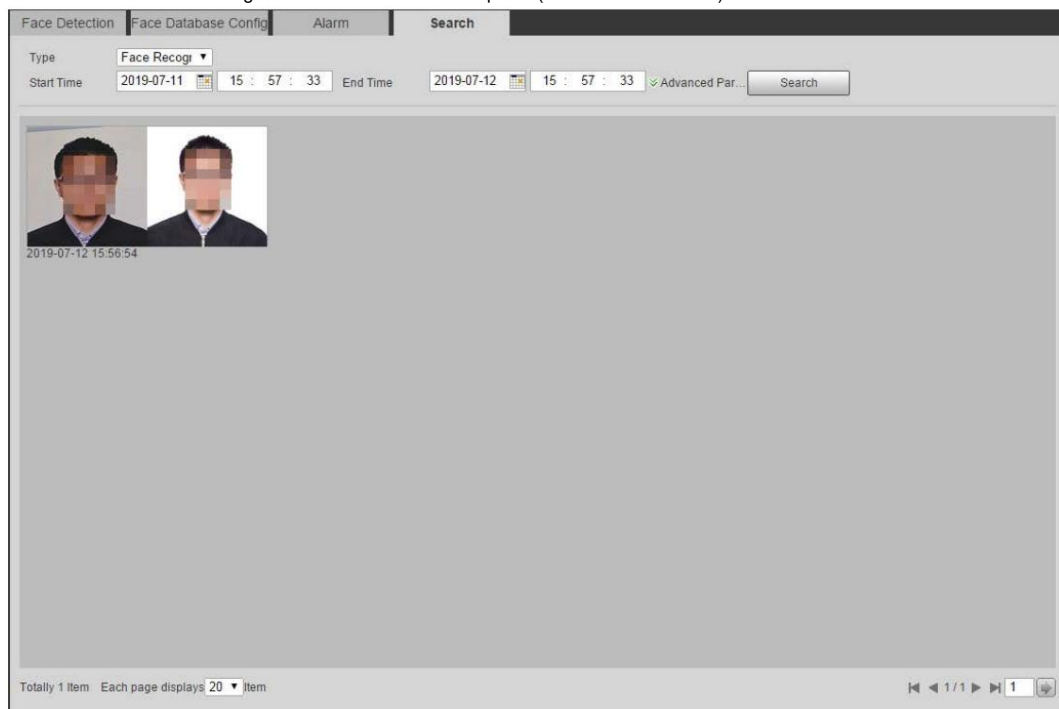 Face Detection Face Database Config Alarm Search
Type Face Recogr
Start Time 2019-07-11 15 : 57 : 33 End Time 2019-07-12 15 : 57 : 33 Advanced Par... Search
2019-07-12 15:56:54
Totally 1 Item Each page displays 20 Item 1 / 1 1